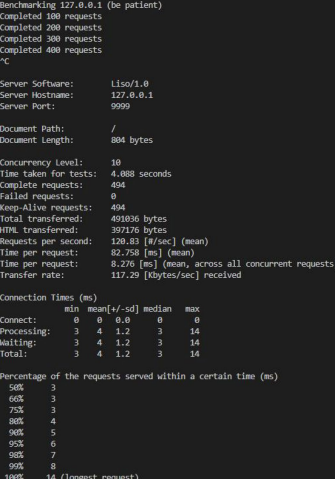 Benchmarking 127.0.0.1 (be patient)
Completed 100 requests
Completed 200 requests
Completed 300 requests
Completed 400 requests
^C
Server Software:        Liso/1.0
Server Hostname:        127.0.0.1
Server Port:            9999
Document Path:          /
Document Length:        804 bytes
Concurrency Level:      10
Time taken for tests:   4.088 seconds
Complete requests:      494
Failed requests:        0
Keep-Alive requests:    494
Total transferred:      491036 bytes
HTML transferred:       397176 bytes
Requests per second:    120.83 [#/sec] (mean)
Time per request:       82.758 [ms] (mean)
Time per request:       8.276 [ms] (mean, across all concurrent requests
Transfer rate:          117.29 [Kbytes/sec] received
Connection Times (ms)
              min  mean[+/-sd] median   max
Connect:        0    0   0.0      0       0
Processing:     3    4   1.2      3      14
Waiting:        3    4   1.2      3      14
Total:          3    4   1.2      3      14
Percentage of the requests served within a certain time (ms)
  50%      3
  66%      3
  75%      3
  80%      4
  90%      5
  95%      6
  98%      7
  99%      8
 100%     14 (longest request)